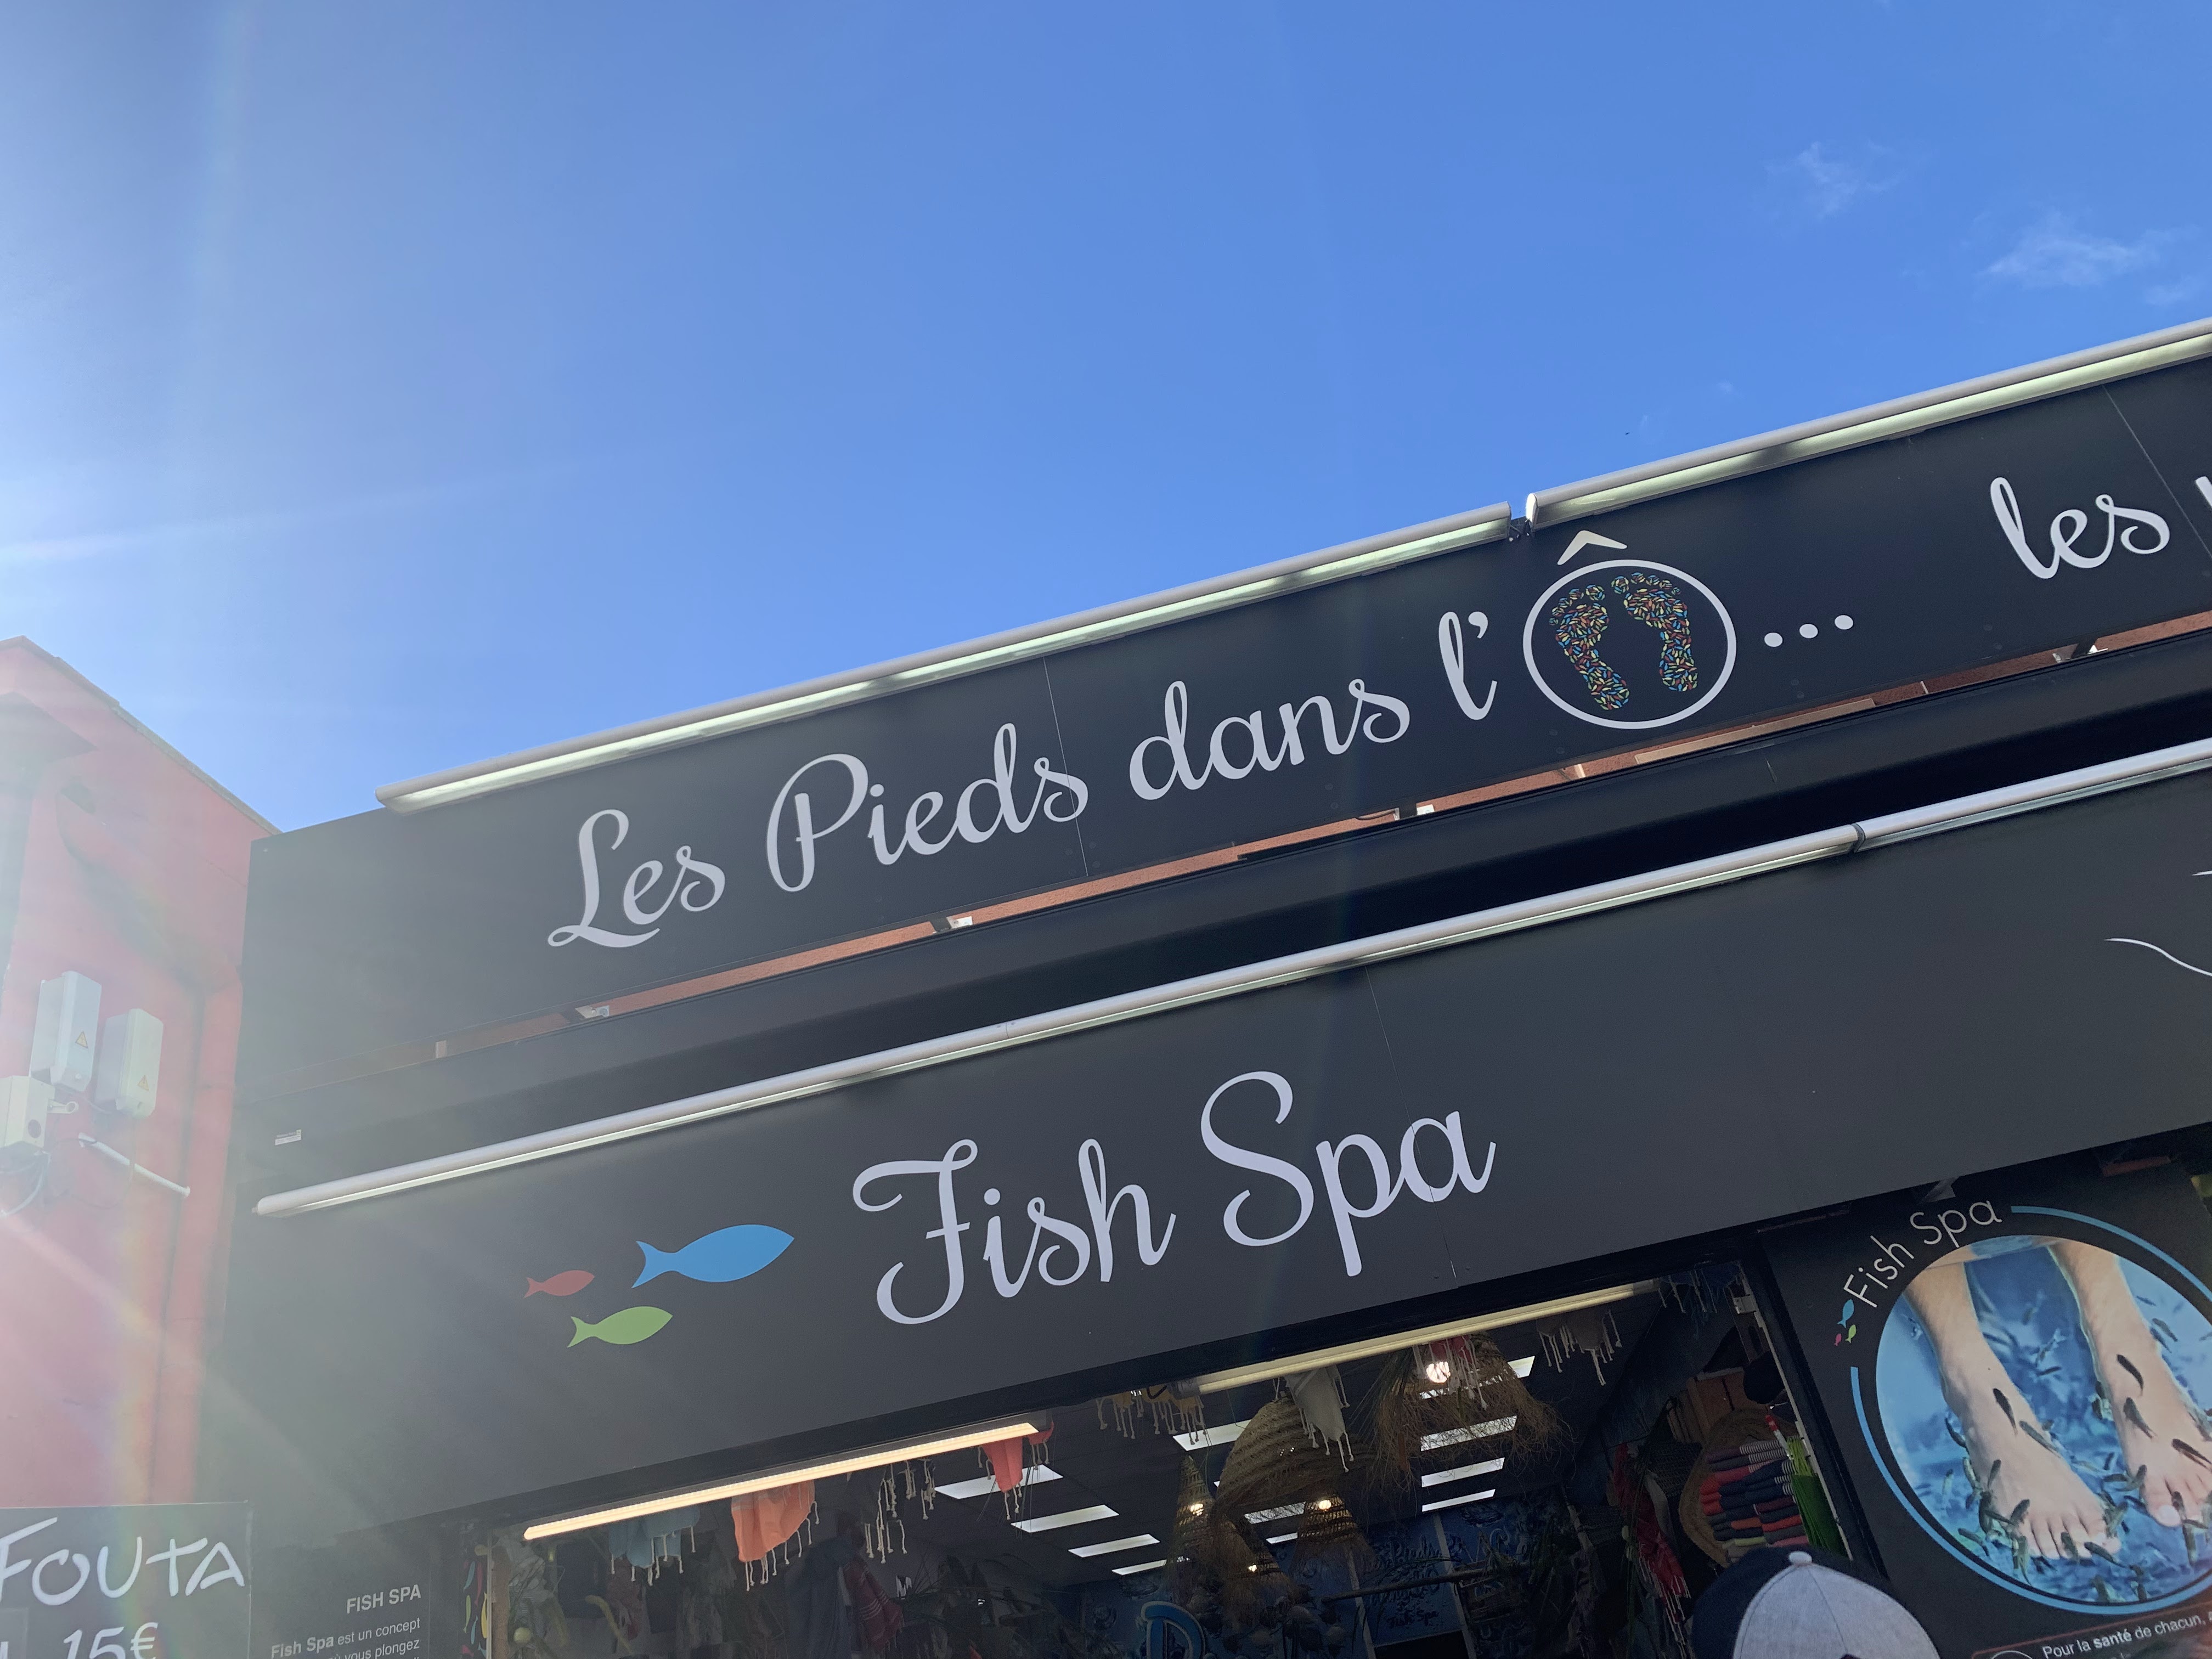 Les Pieds dans l'Ô... les
Fish Spa
Fish Spa
FOUTA
15€
FISH SPA
Fish Spa est un concept
où vous plongez
Pour la santé de chacun,